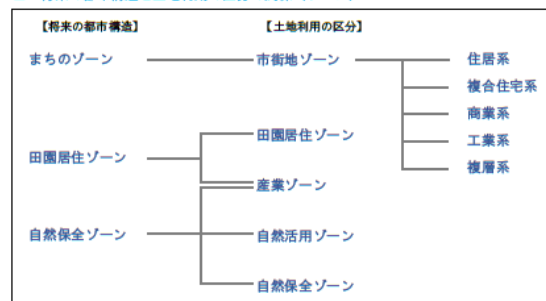 【将来の都市構造】 【土地利用の区分】
まちのゾーン 市街地ゾーン 住居系
複合住宅系
商業系
工業系
複層系
田園居住ゾーン
田園居住ゾーン
産業ゾーン
自然保全ゾーン 自然活用ゾーン
自然保全ゾーン